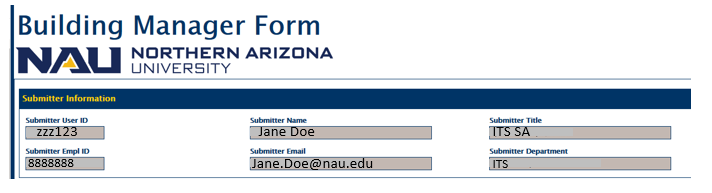 Building Manager Form
NAU NORTHERN ARIZONA
UNIVERSITY
Submitter Information
Submitter User ID Submitter Name Submitter Title
zzz123 Jane Doe ITS SA
Submitter Empl ID Submitter Email Submitter Department
8888888 Jane.Doe@nau.edu ITS